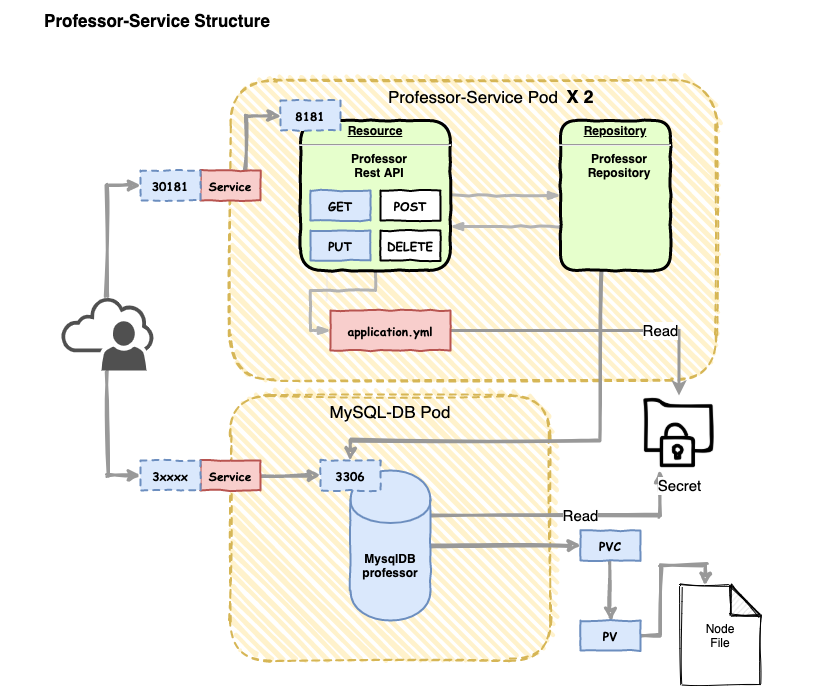 Professor-Service Structure
Professor-Service Pod X 2
8181
Resource
Professor
Rest API
GET
POST
PUT
DELETE
Repository
Professor
Repository
30181
Service
application.yml
Read
MySQL-DB Pod
3xxxx
Service
3306
MysqlDB
professor
Read
Secret
PVC
PV
Node
File